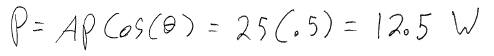 P = AP Cos(θ) = 25(.5) = 12.5 W